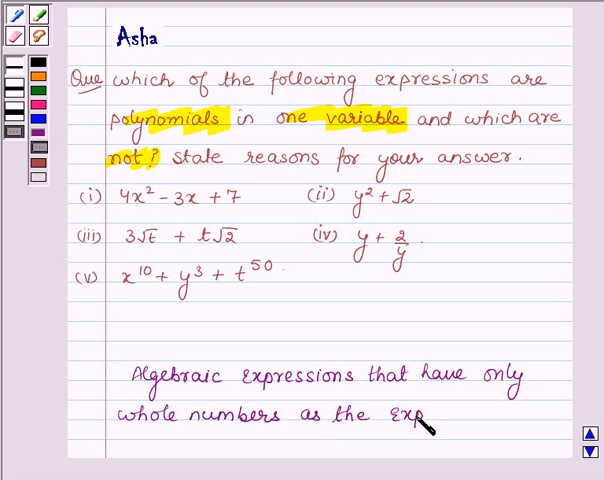 Asha
Que which of the following expressions are
polynomials in one variable and which are
not? state reasons for your answer.
(i) 4x² - 3x + 7 (ii) y² + √2
(iii) 3√t + t√2 (iv) y + 2/y
(v) x¹⁰ + y³ + t⁵⁰
Algebraic expressions that have only
whole numbers as the Exp